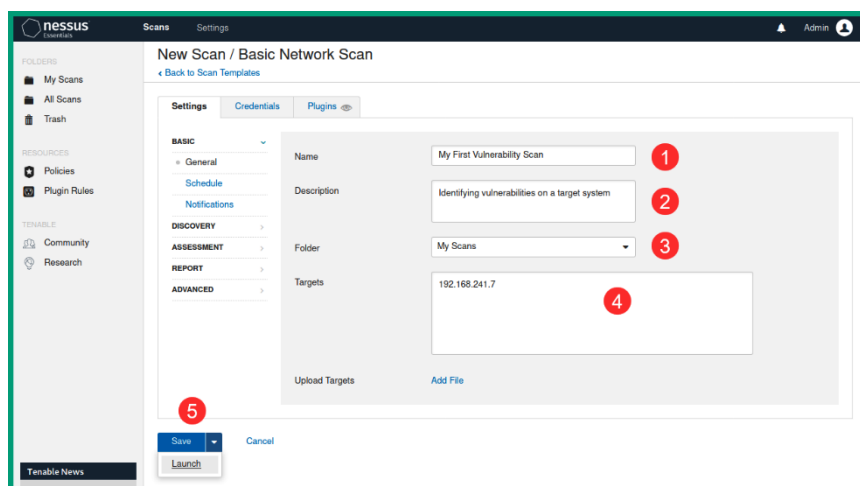 nessus Scans Settings Admin
Essentials
New Scan / Basic Network Scan
‹ Back to Scan Templates
FOLDERS
My Scans
All Scans
Trash
RESOURCES
Policies
Plugin Rules
TENABLE
Community
Research
Tenable News
Settings Credentials Plugins
BASIC
General
Schedule
Notifications
DISCOVERY
ASSESSMENT
REPORT
ADVANCED
Name My First Vulnerability Scan 1
Description Identifying vulnerabilities on a target system 2
Folder My Scans 3
Targets 192.168.241.7 4
Upload Targets Add File
5
Save Cancel
Launch